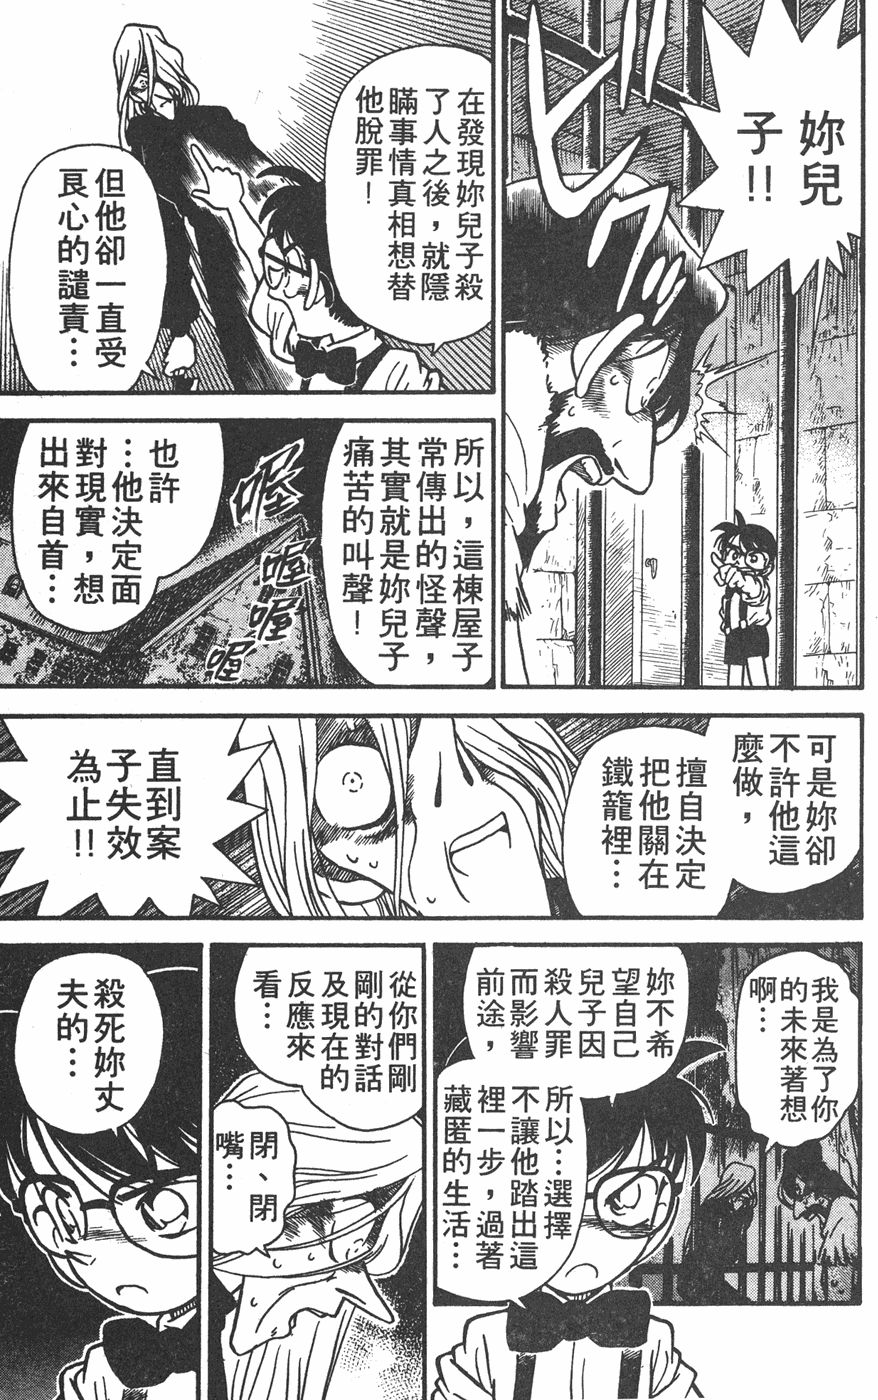 妳兒
子!!
在發現妳兒子殺
了人之後，就隱
瞞事情真相想替
他脫罪！
但他卻一直受
良心的譴責…
所以，這棟屋子
常傳出的怪聲，
其實就是妳兒子
痛苦的叫聲！
喔
喔
喔
喔
也許
…他決定面
對現實，想
出來自首…
可是妳卻
不許他這
麼做，
擅自決定
把他關在
鐵籠裡…
直到案
子失效
為止!!
我是為了你
的未來著想
啊…
妳不希
望自己
兒子因
殺人罪
而影響
前途，
所以…選擇
不讓他踏出這
裡一步，過著
藏匿的生活…
從你們剛
剛的對話
及現在的
反應來
看…
閉、閉
嘴…
殺死妳丈
夫的…